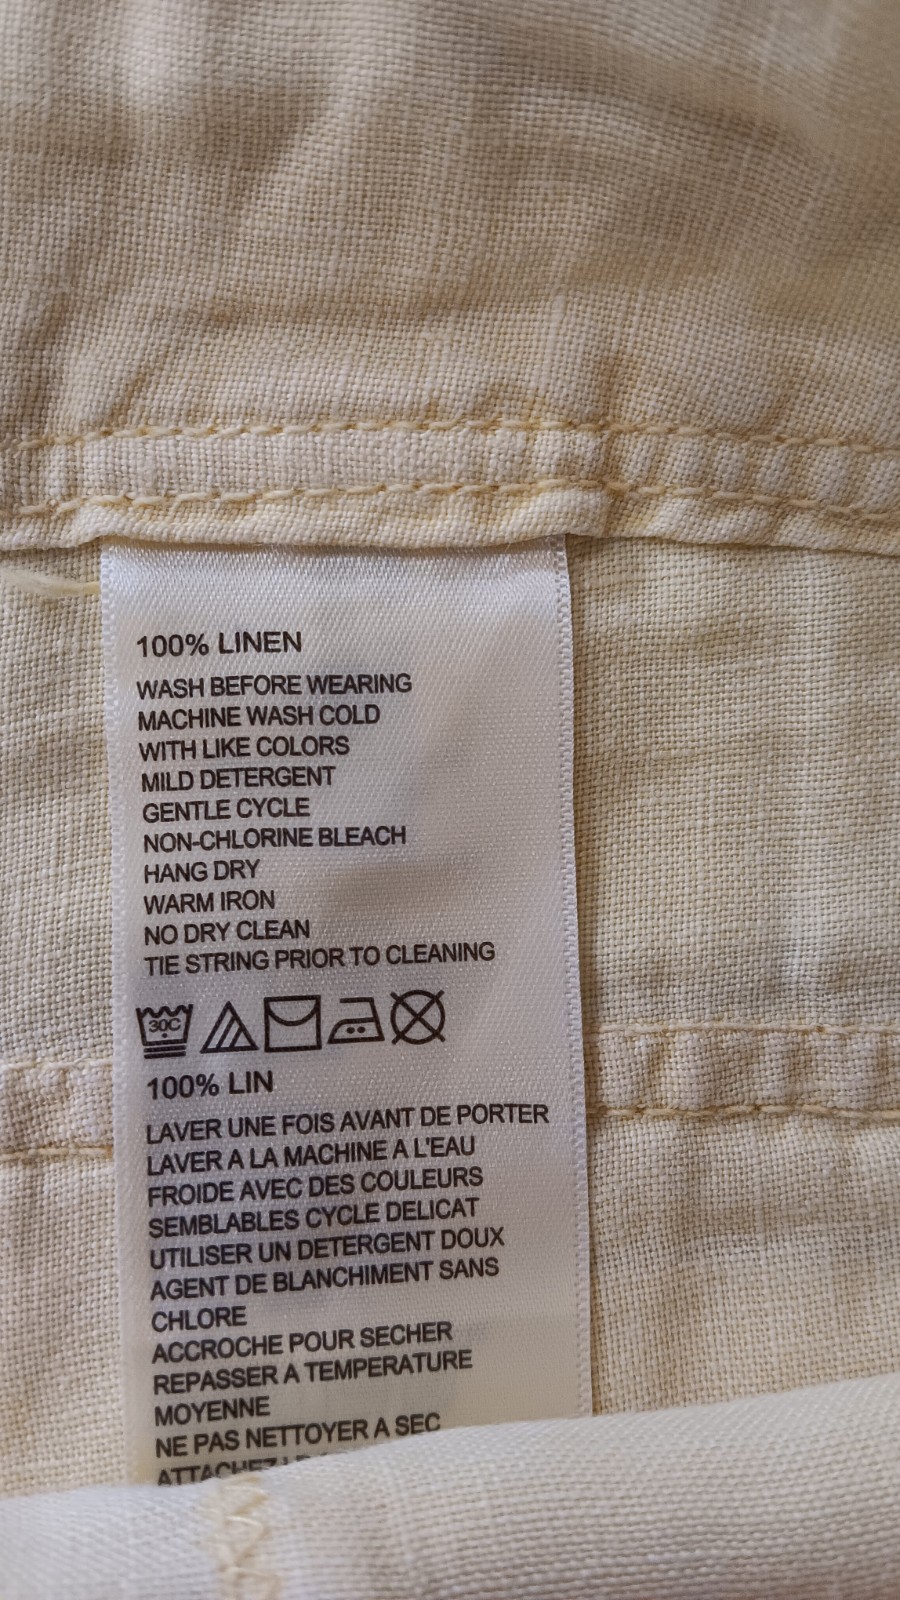 100% LINEN
WASH BEFORE WEARING
MACHINE WASH COLD
WITH LIKE COLORS
MILD DETERGENT
GENTLE CYCLE
NON-CHLORINE BLEACH
HANG DRY
WARM IRON
NO DRY CLEAN
TIE STRING PRIOR TO CLEANING
30C
100% LIN
LAVER UNE FOIS AVANT DE PORTER
LAVER A LA MACHINE A L'EAU
FROIDE AVEC DES COULEURS
SEMBLABLES CYCLE DELICAT
UTILISER UN DETERGENT DOUX
AGENT DE BLANCHIMENT SANS
CHLORE
ACCROCHE POUR SECHER
REPASSER A TEMPERATURE
MOYENNE
NE PAS NETTOYER A SEC
ATTACHEZ